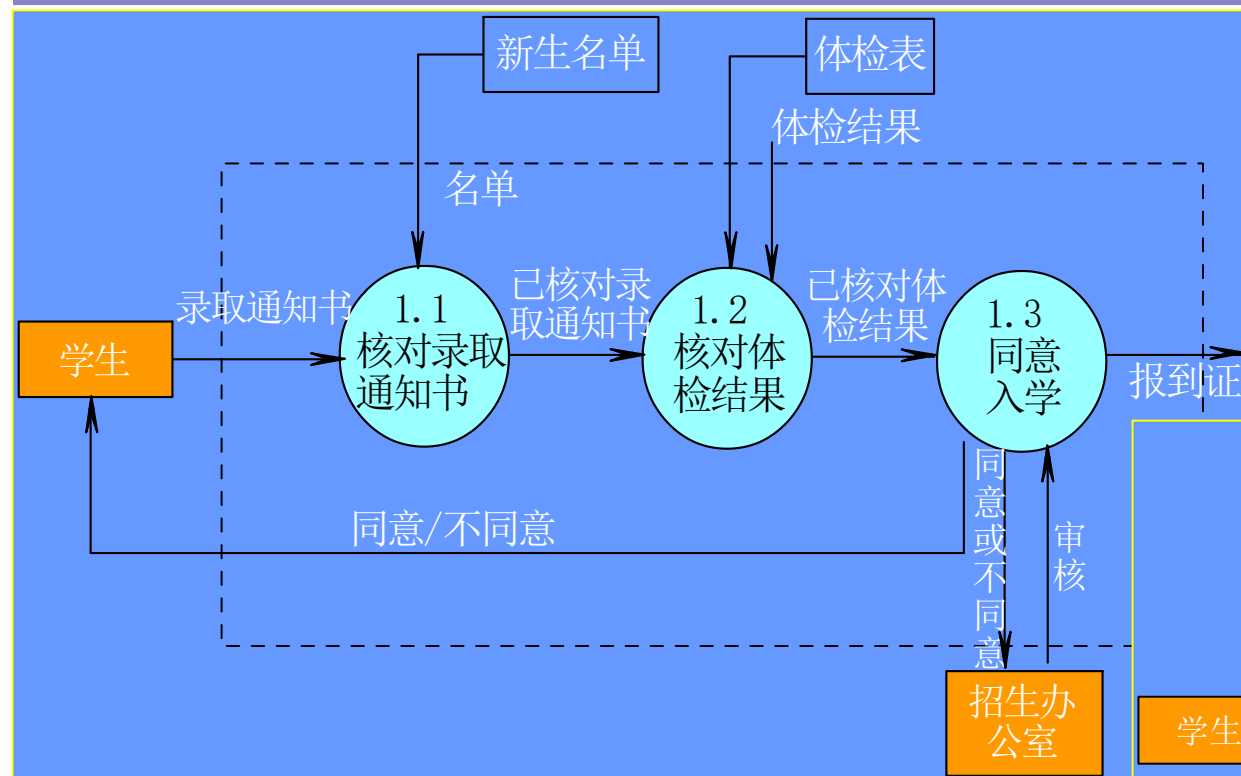 新生名单
体检表
体检结果
名单
录取通知书
已核对录
取通知书
已核对体
检结果
学生
1.1
核对录取
通知书
1.2
核对体
检结果
1.3
同意
入学
报到证
同意/不同意
同意或不同意
审核
招生办
公室
学生